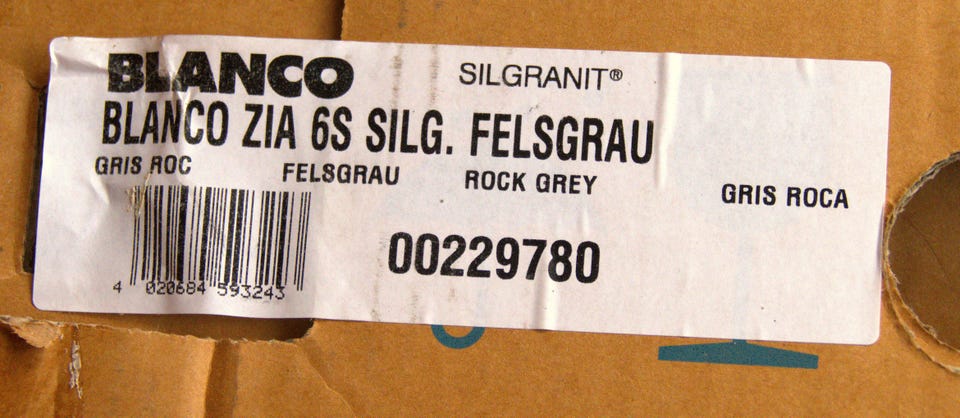 BLANCO SILGRANIT®
BLANCO ZIA 6S SILG. FELSGRAU
GRIS ROC FELSGRAU ROCK GREY GRIS ROCA
00229780
4 020684 593243